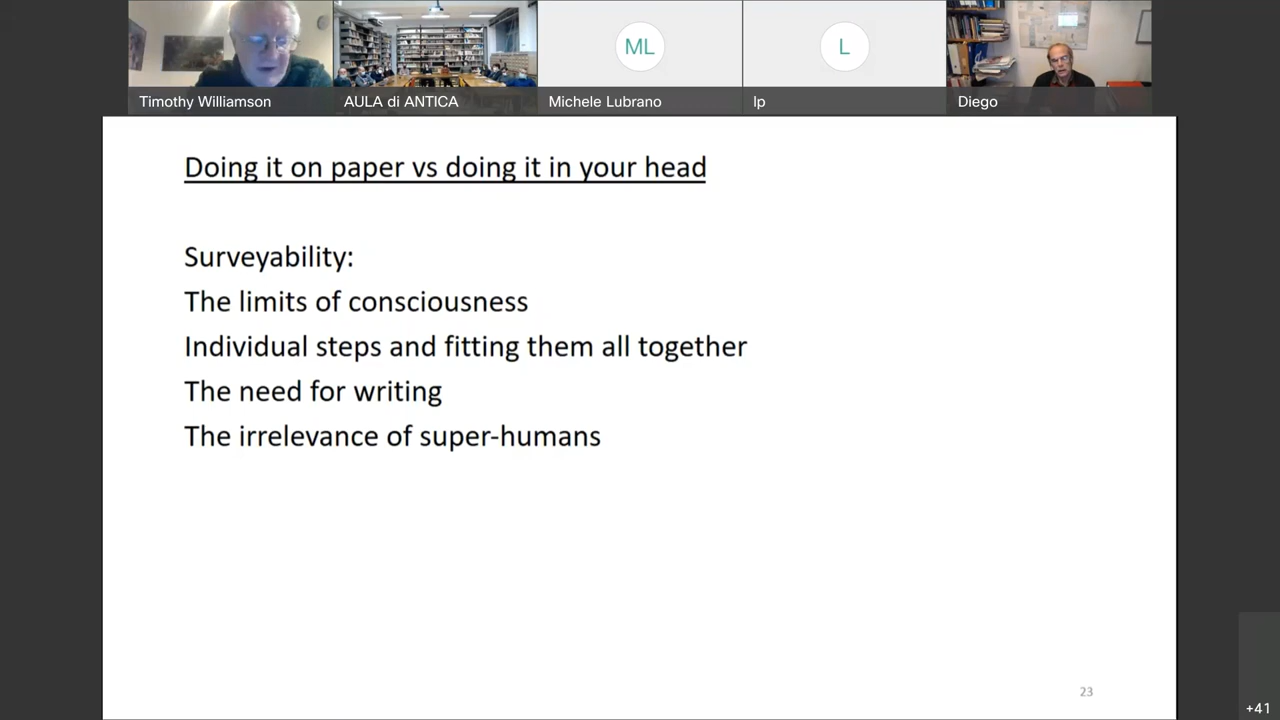 ML
L
Timothy Williamson
AULA di ANTICA
Michele Lubrano
lp
Diego
Doing it on paper vs doing it in your head
Surveyability:
The limits of consciousness
Individual steps and fitting them all together
The need for writing
The irrelevance of super-humans
23
+41